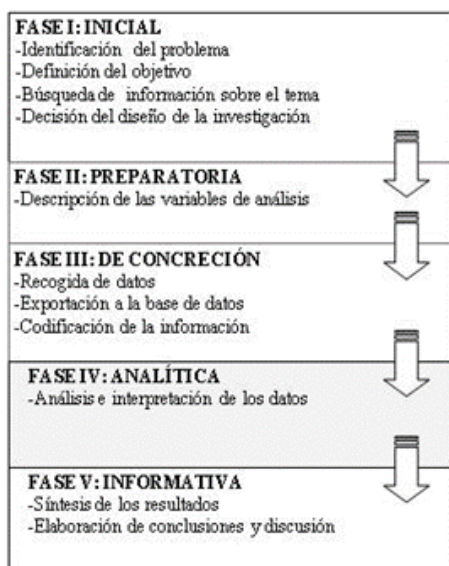 FASE I: INICIAL
-Identificación del problema
-Definición del objetivo
-Búsqueda de información sobre el tema
-Decisión del diseño de la investigación
FASE II: PREPARATORIA
-Descripción de las variables de análisis
FASE III: DE CONCRECIÓN
-Recogida de datos
-Exportación a la base de datos
-Codificación de la información
FASE IV: ANALÍTICA
-Análisis e interpretación de los datos
FASE V: INFORMATIVA
-Síntesis de los resultados
-Elaboración de conclusiones y discusión